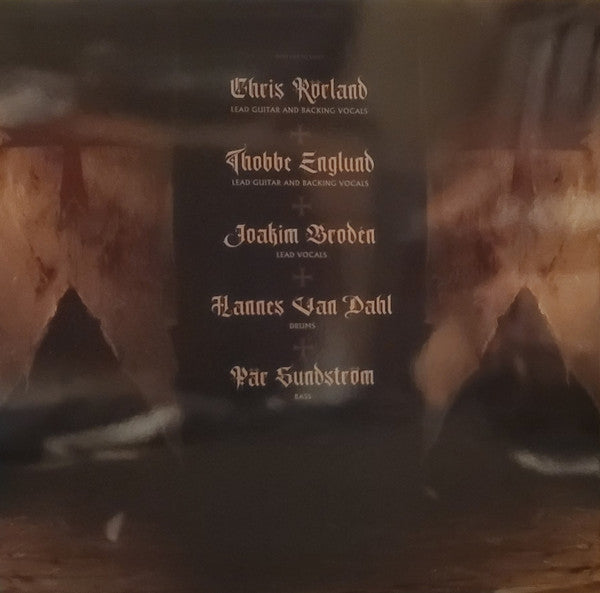 Chris Rörland
LEAD GUITAR AND BACKING VOCALS
Thobbe Englund
LEAD GUITAR AND BACKING VOCALS
Joakim Brodén
LEAD VOCALS
Hannes Van Dahl
DRUMS
Pär Sundström
BASS